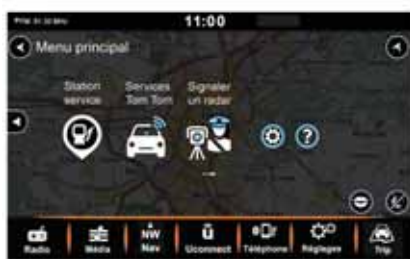 11:00
Menu principal
Station service
Services Tom Tom
Signaler un radar
?
Radio
Média
NW
Nav
Uconnect
Téléphone
Réglages
Trip